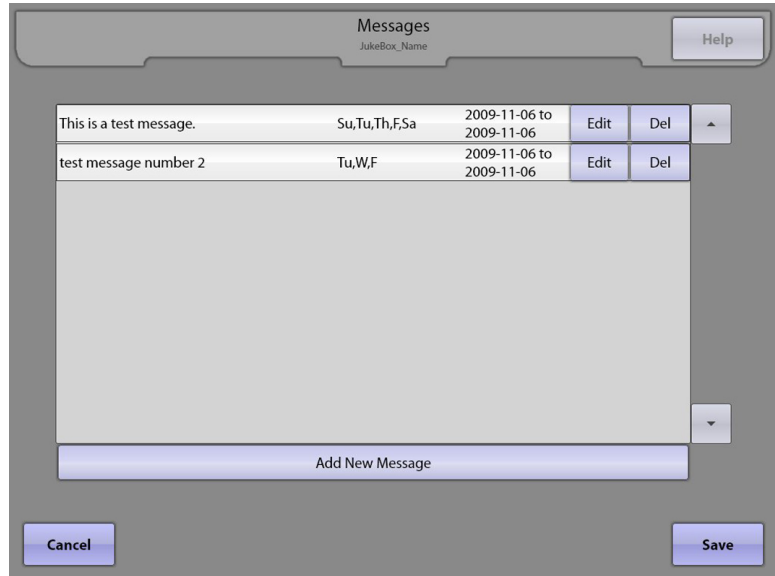 Messages
JukeBox_Name
Help
This is a test message. Su,Tu,Th,F,Sa 2009-11-06 to
2009-11-06 Edit Del
test message number 2 Tu,W,F 2009-11-06 to
2009-11-06 Edit Del
Add New Message
Cancel Save